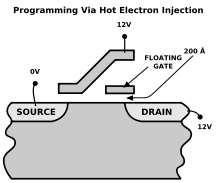 Programming Via Hot Electron Injection
12V
FLOATING
GATE
200 Å
0V
SOURCE
DRAIN
12V